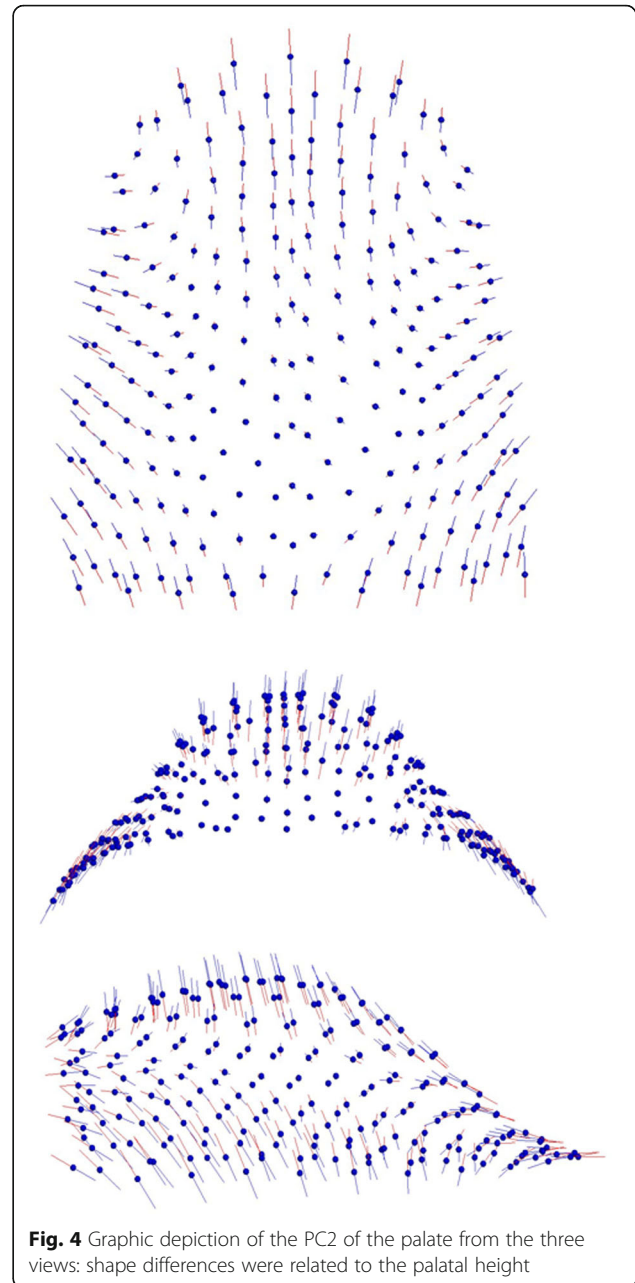 Fig. 4 Graphic depiction of the PC2 of the palate from the three
views: shape differences were related to the palatal height